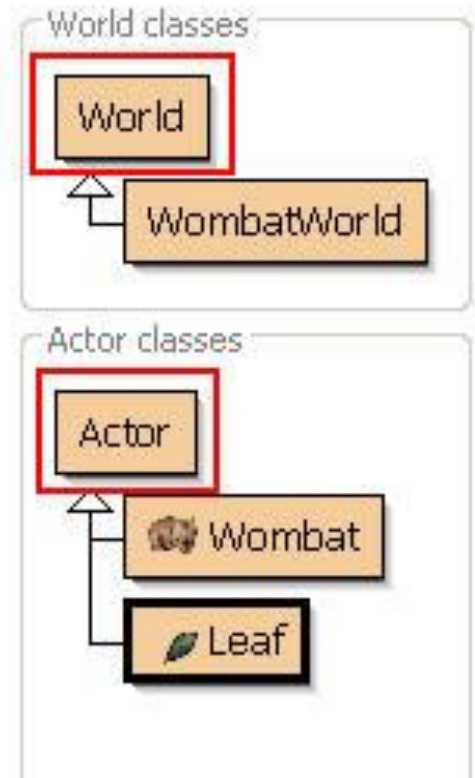 World classes
World
WombatWorld
Actor classes
Actor
Wombat
Leaf